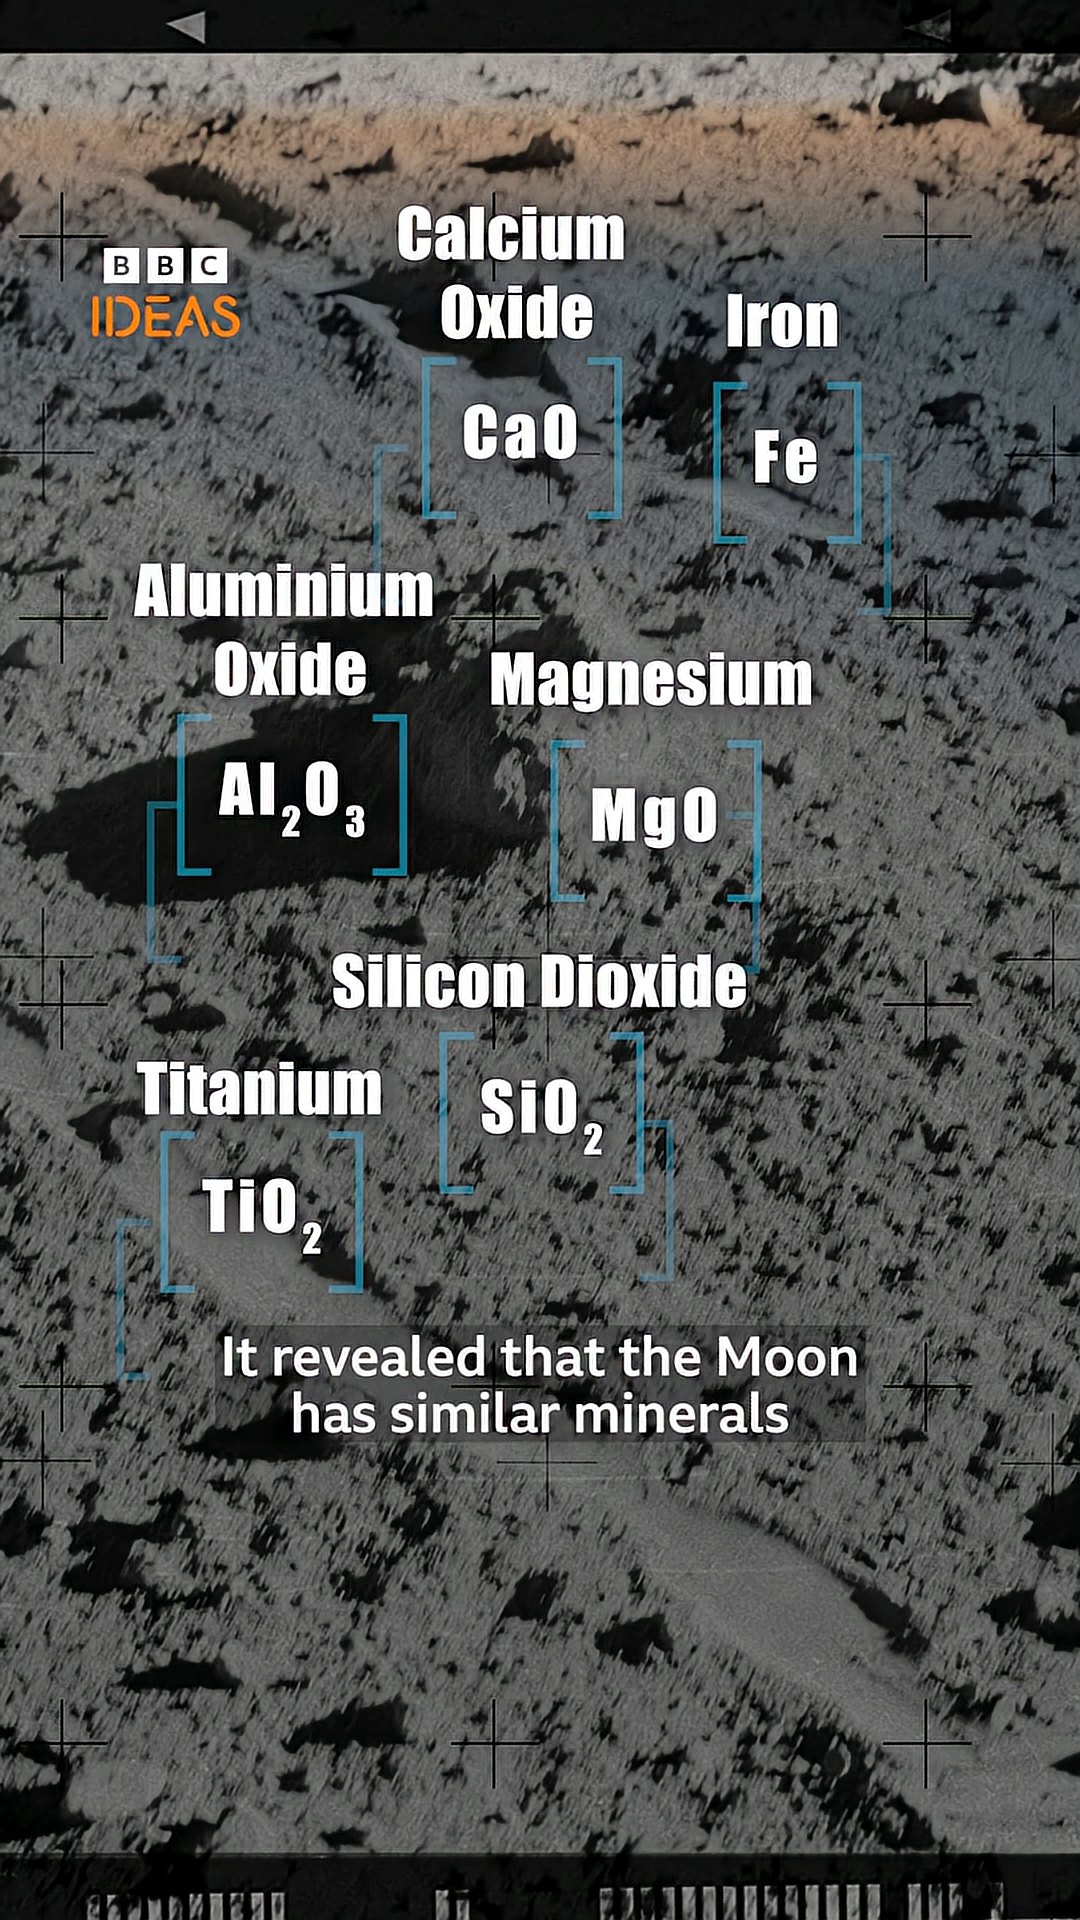 BBC
IDEAS
Calcium
Oxide
CaO
Iron
Fe
Aluminium
Oxide
Al₂O₃
Magnesium
MgO
Silicon Dioxide
SiO₂
Titanium
TiO₂
It revealed that the Moon
has similar minerals